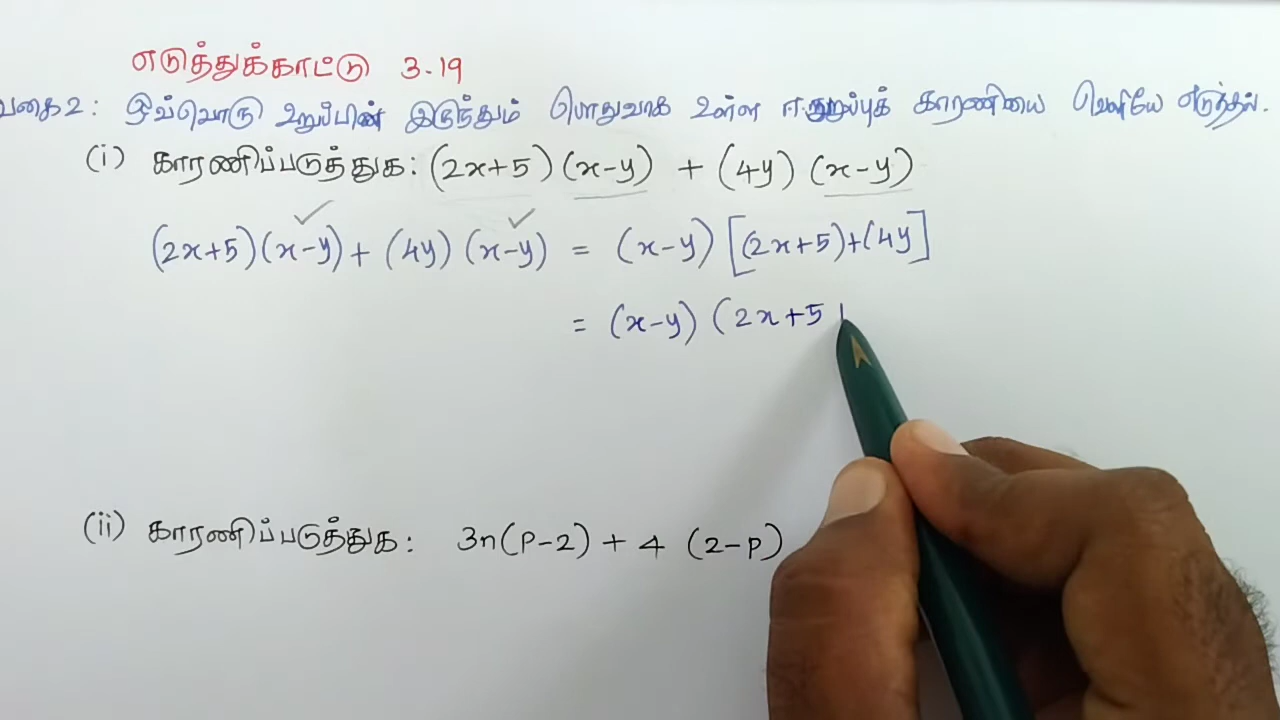 எடுத்துக்காட்டு 3.19
வகை 2: ஒவ்வொரு உறுப்பின் இருந்தும் பொதுவாக உள்ள ஈருறுப்புக் காரணியை வெளியே எடுத்தல்.
(i) காரணிப்படுத்துக: (2x+5)(x-y) + (4y)(x-y)
(2x+5)(x-y) + (4y)(x-y) = (x-y)[(2x+5)+(4y]
= (x-y) (2x+5
(ii) காரணிப்படுத்துக: 3n(p-2) + 4 (2-p)